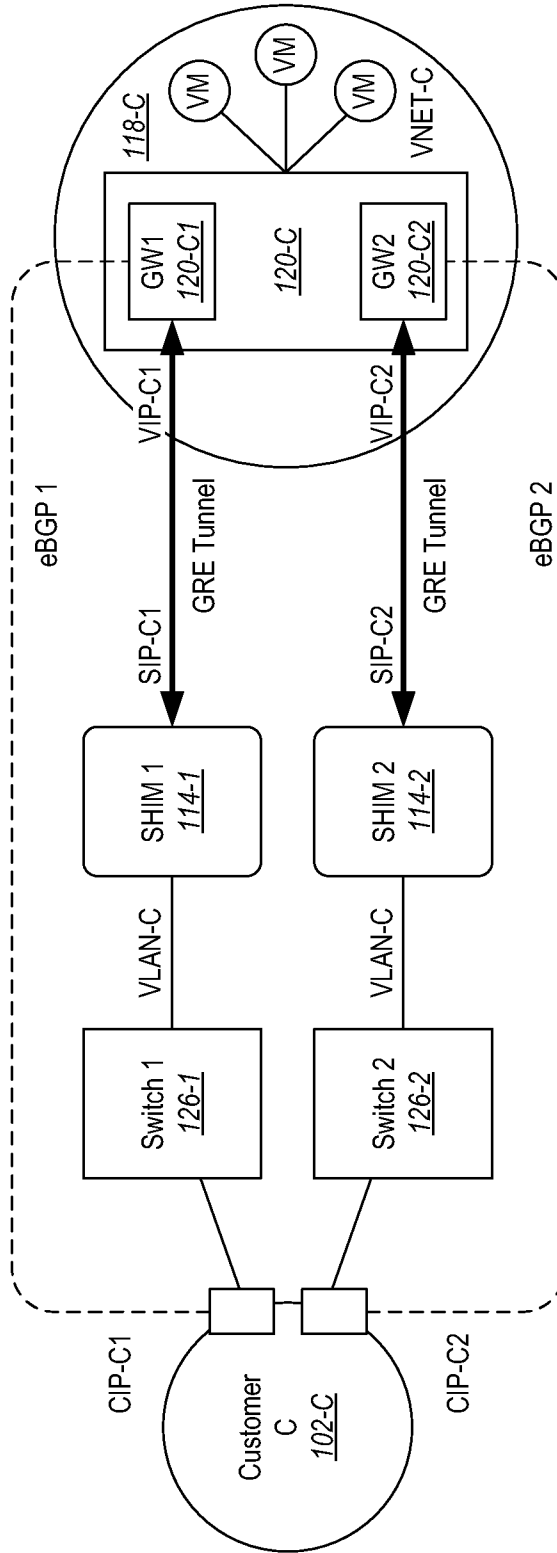 eBGP 1
CIP-C1
Customer
C
102-C
CIP-C2
Switch 1
126-1
Switch 2
126-2
VLAN-C
VLAN-C
SHIM 1
114-1
SHIM 2
114-2
SIP-C1
GRE Tunnel
VIP-C1
SIP-C2
GRE Tunnel
VIP-C2
GW1
120-C1
120-C
GW2
120-C2
118-C
VM
VM
VM
VNET-C
eBGP 2